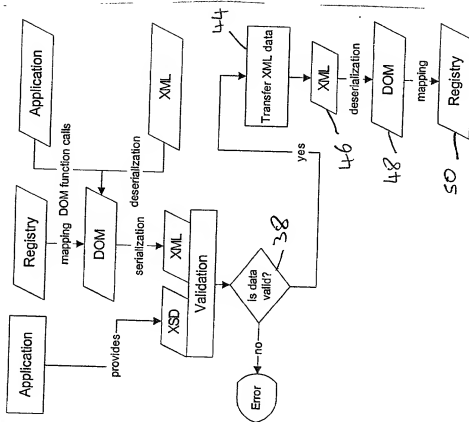 Application
provides
XSD
Registry
mapping
DOM
serialization
XML
Validation
Application
DOM function calls
XML
deserialization
Is data
valid?
38
no
Error
yes
44
Transfer XML data
XML
46
deserialization
DOM
48
mapping
Registry
50